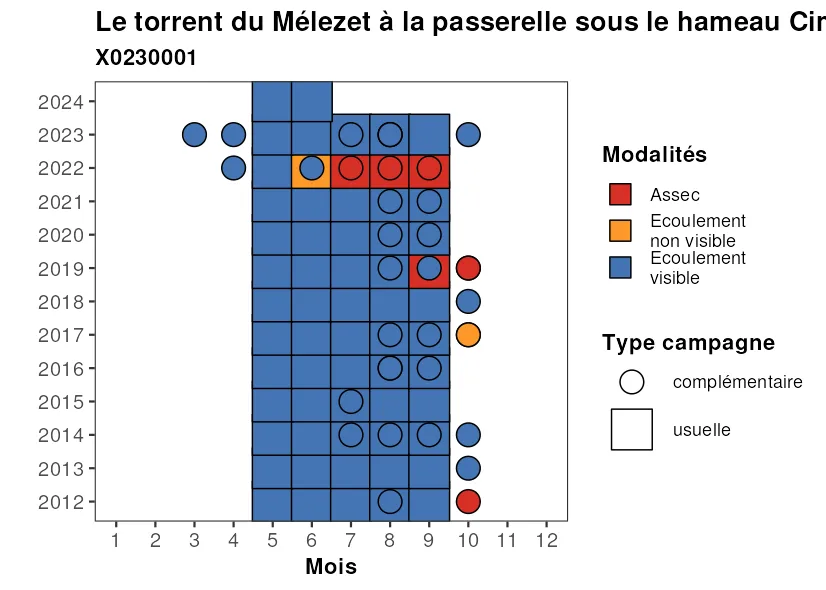 Le torrent du Mélezet à la passerelle sous le hameau Cir
X0230001
2024
2023
2022
2021
2020
2019
2018
2017
2016
2015
2014
2013
2012
1 2 3 4 5 6 7 8 9 10 11 12
Mois
Modalités
Assec
Ecoulement
non visible
Ecoulement
visible
Type campagne
complémentaire
usuelle